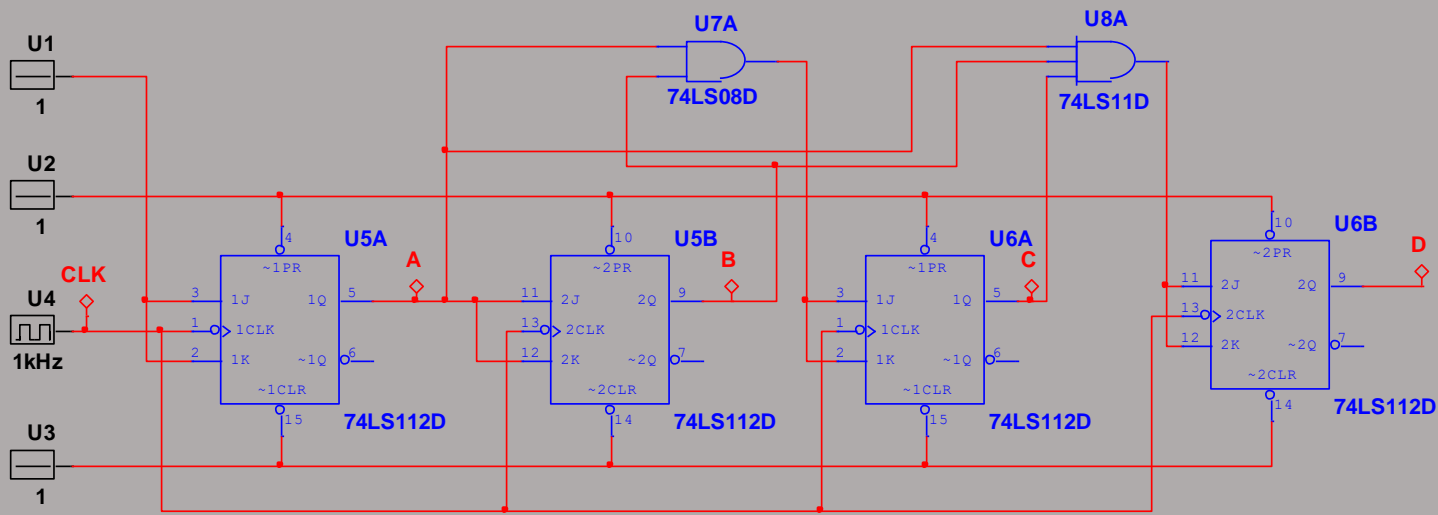 U7A
74LS08D
U8A
74LS11D
U1
1
U2
1
CLK
U4
1kHz
U3
1
4
U5A
~1PR
3
1J
1Q
5
A
1
1CLK
2
1K
~1Q
6
~1CLR
15
74LS112D
10
U5B
~2PR
11
2J
2Q
9
B
13
2CLK
12
2K
~2Q
7
~2CLR
14
74LS112D
4
U6A
~1PR
3
1J
1Q
5
C
1
1CLK
2
1K
~1Q
6
~1CLR
15
74LS112D
10
U6B
~2PR
11
2J
2Q
9
D
13
2CLK
12
2K
~2Q
7
~2CLR
14
74LS112D